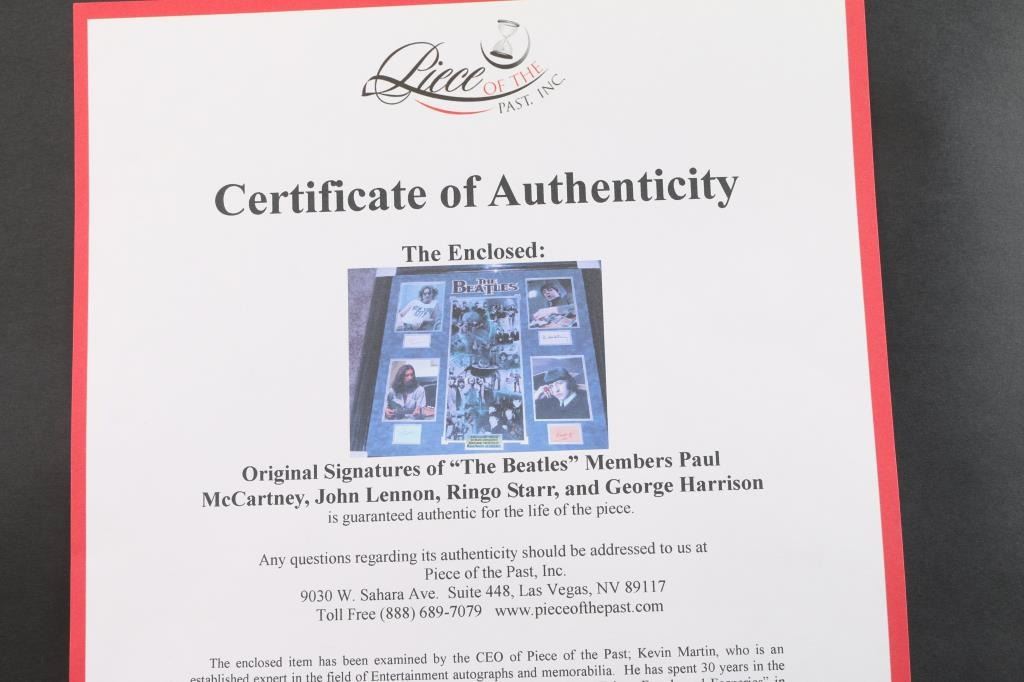 Piece OF THE
PAST, INC.
Certificate of Authenticity
The Enclosed:
THE
BEATLES
Original Signatures of “The Beatles” Members Paul
McCartney, John Lennon, Ringo Starr, and George Harrison
is guaranteed authentic for the life of the piece.
Any questions regarding its authenticity should be addressed to us at
Piece of the Past, Inc.
9030 W. Sahara Ave.  Suite 448, Las Vegas, NV 89117
Toll Free (888) 689-7079   www.pieceofthepast.com
The enclosed item has been examined by the CEO of Piece of the Past; Kevin Martin, who is an
established expert in the field of Entertainment autographs and memorabilia.  He has spent 30 years in the